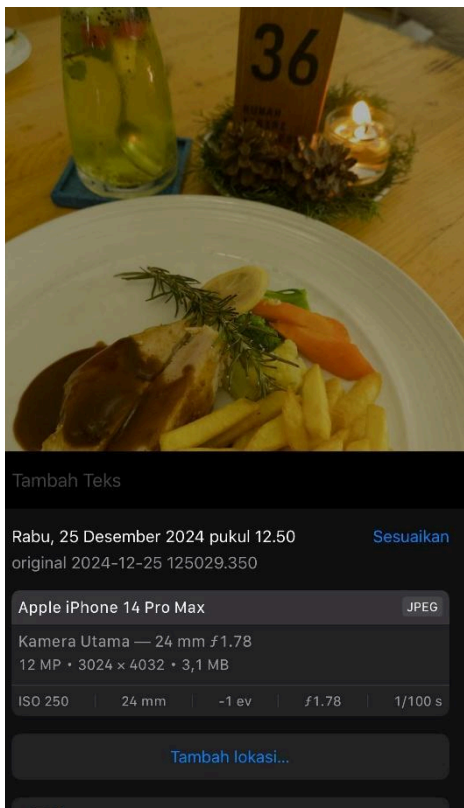 36
Tambah Teks
Rabu, 25 Desember 2024 pukul 12.50 Sesuaikan
original 2024-12-25 125029.350
Apple iPhone 14 Pro Max JPEG
Kamera Utama — 24 mm ƒ1.78
12 MP • 3024 × 4032 • 3,1 MB
ISO 250 24 mm -1 ev ƒ1.78 1/100 s
Tambah lokasi...